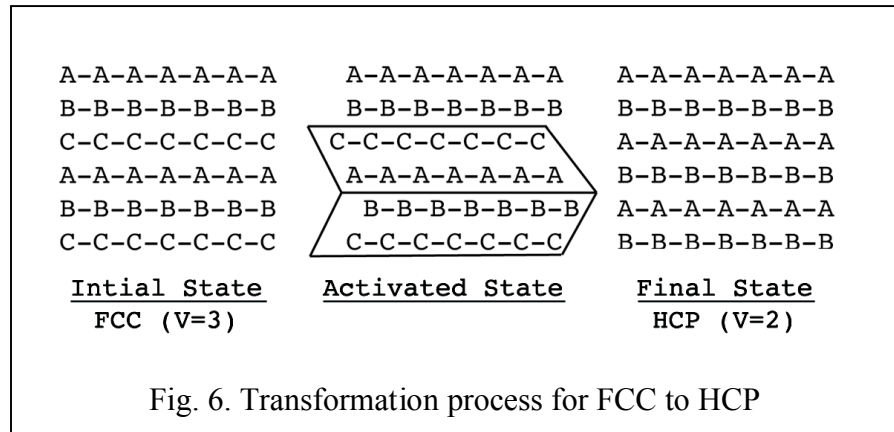 A-A-A-A-A-A-A A-A-A-A-A-A-A A-A-A-A-A-A-A
B-B-B-B-B-B-B B-B-B-B-B-B-B B-B-B-B-B-B-B
C-C-C-C-C-C-C C-C-C-C-C-C-C A-A-A-A-A-A-A
A-A-A-A-A-A-A A-A-A-A-A-A-A B-B-B-B-B-B-B
B-B-B-B-B-B-B B-B-B-B-B-B-B A-A-A-A-A-A-A
C-C-C-C-C-C-C C-C-C-C-C-C-C B-B-B-B-B-B-B
Intial State Activated State Final State
FCC (V=3) HCP (V=2)
Fig. 6. Transformation process for FCC to HCP